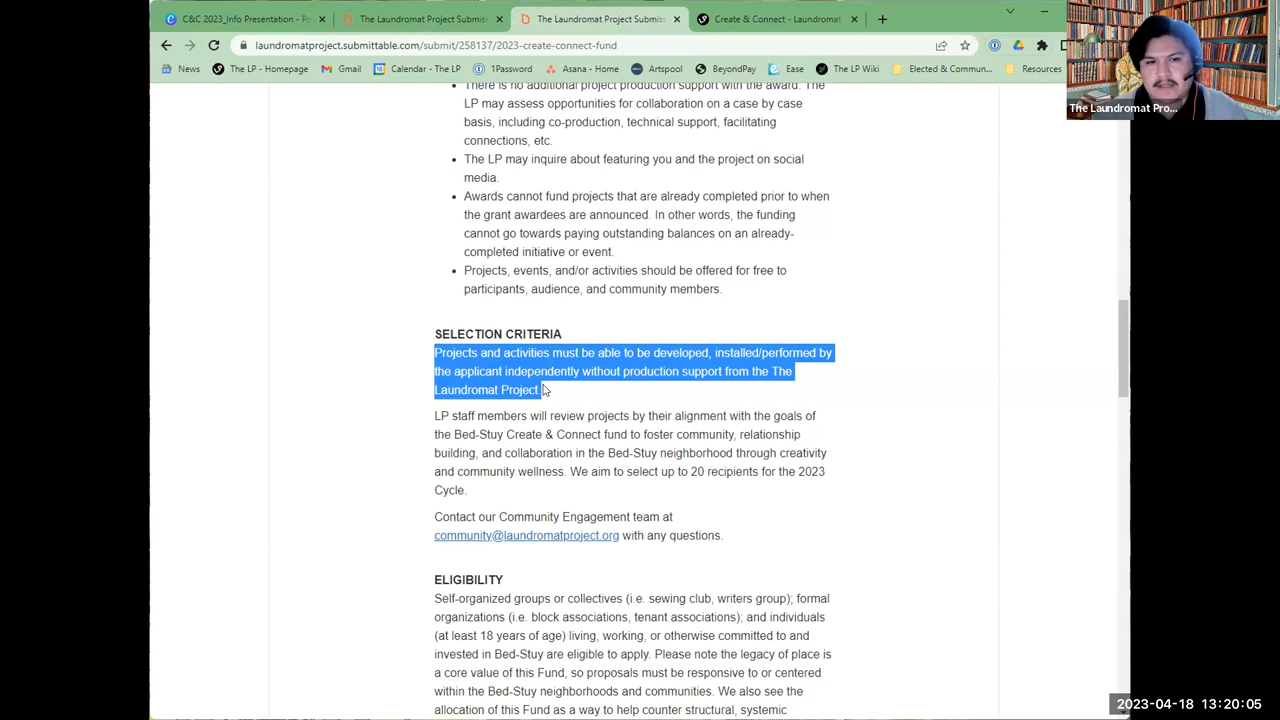 C&C 2023_Info Presentation - P
The Laundromat Project Submis
The Laundromat Project Submiss
Create & Connect - Laundromat
laundromatproject.submittable.com/submit/258137/2023-create-connect-fund
News
The LP - Homepage
Gmail
Calendar - The LP
1Password
Asana - Home
Artspool
BeyondPay
Ease
The LP Wiki
Elected & Commun...
Resources
The Laundromat Pro...
There is no additional project production support with the award. The
LP may assess opportunities for collaboration on a case by case
basis, including co-production, technical support, facilitating
connections, etc.
• The LP may inquire about featuring you and the project on social
media.
• Awards cannot fund projects that are already completed prior to when
the grant awardees are announced. In other words, the funding
cannot go towards paying outstanding balances on an already-
completed initiative or event.
• Projects, events, and/or activities should be offered for free to
participants, audience, and community members.
SELECTION CRITERIA
Projects and activities must be able to be developed, installed/performed by
the applicant independently without production support from the The
Laundromat Project.
LP staff members will review projects by their alignment with the goals of
the Bed-Stuy Create & Connect fund to foster community, relationship
building, and collaboration in the Bed-Stuy neighborhood through creativity
and community wellness. We aim to select up to 20 recipients for the 2023
Cycle.
Contact our Community Engagement team at
community@laundromatproject.org with any questions.
ELIGIBILITY
Self-organized groups or collectives (i.e. sewing club, writers group); formal
organizations (i.e. block associations, tenant associations); and individuals
(at least 18 years of age) living, working, or otherwise committed to and
invested in Bed-Stuy are eligible to apply. Please note the legacy of place is
a core value of this Fund, so proposals must be responsive to or centered
within the Bed-Stuy neighborhoods and communities. We also see the
allocation of this Fund as a way to help counter structural, systemic
2023-04-18 13:20:05